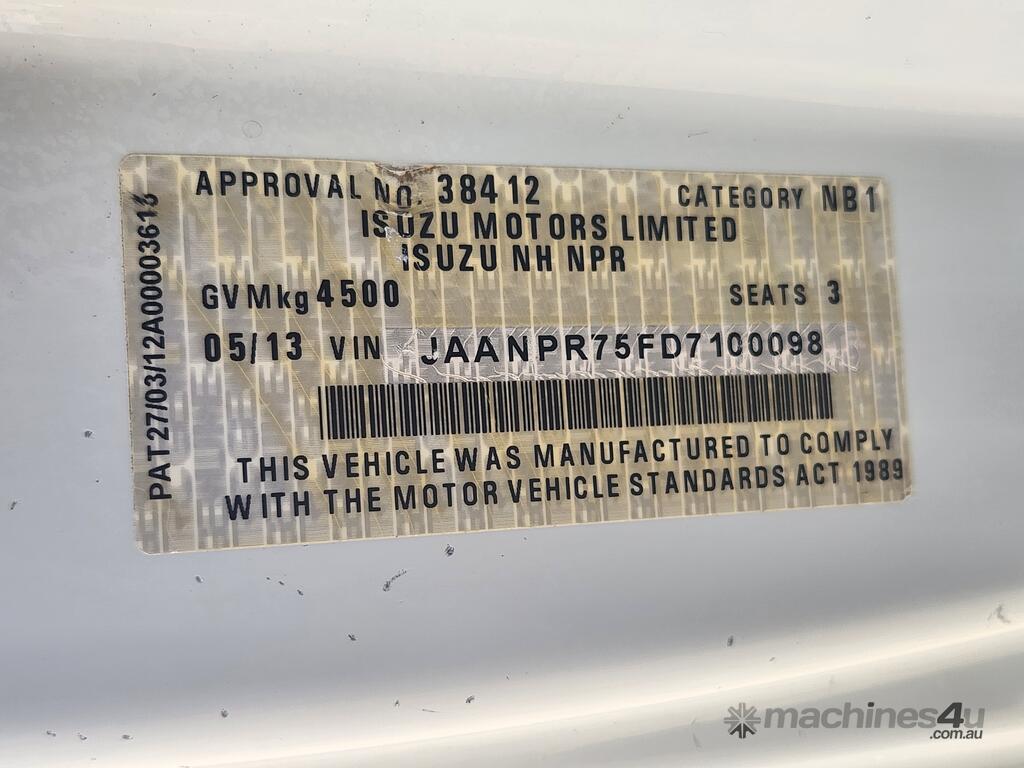 APPROVAL NO. 38412 CATEGORY NB1
ISUZU MOTORS LIMITED
ISUZU NH NPR
GVMkg 4500 SEATS 3
05/13 VIN JAANPR75FD7100098
THIS VEHICLE WAS MANUFACTURED TO COMPLY
WITH THE MOTOR VEHICLE STANDARDS ACT 1989
PAT27/03/12A00003613
machines4u
.com.au